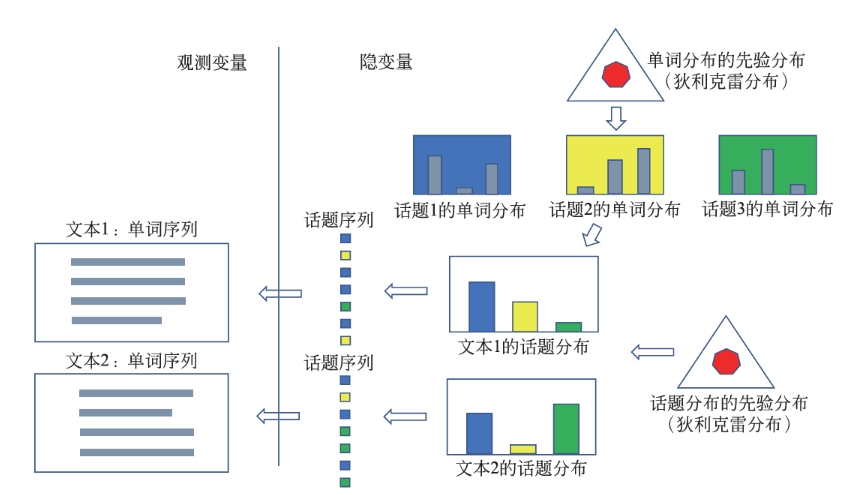 观测变量
隐变量
单词分布的先验分布
（狄利克雷分布）
话题1的单词分布
话题2的单词分布
话题3的单词分布
文本1：单词序列
话题序列
文本1的话题分布
文本2：单词序列
话题序列
话题分布的先验分布
（狄利克雷分布）
文本2的话题分布